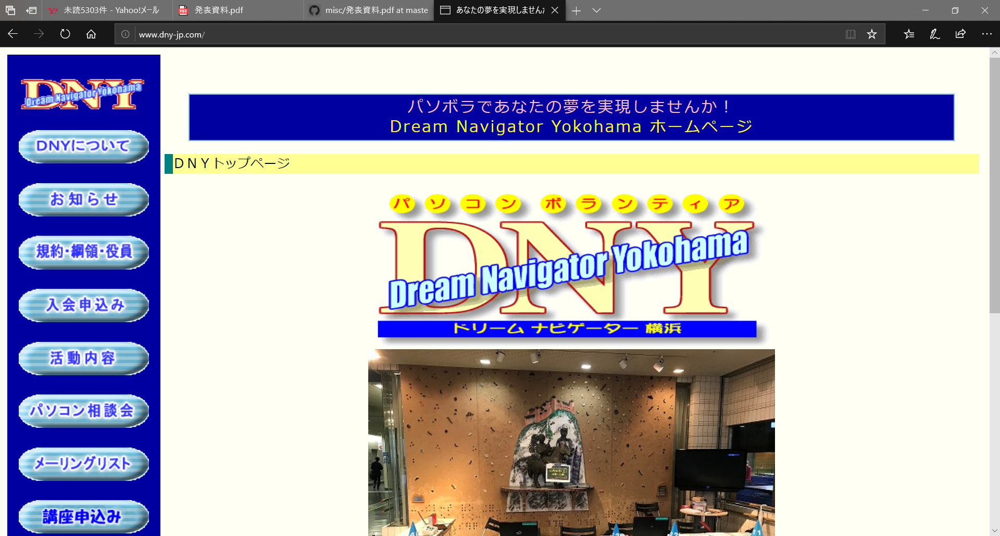 未読5303件 - Yahoo!メール
発表資料.pdf
misc/発表資料.pdf at maste
あなたの夢を実現しませんか
www.dny-jp.com/
DNY
Dream Navigator Yokohama
DNYについて
お知らせ
規約・綱領・役員
入会申込み
活動内容
パソコン相談会
メーリングリスト
講座申込み
パソボラであなたの夢を実現しませんか！
Dream Navigator Yokohama ホームページ
ＤＮＹトップページ
パソコン ボランティア
DNY
Dream Navigator Yokohama
ドリーム ナビゲーター 横浜